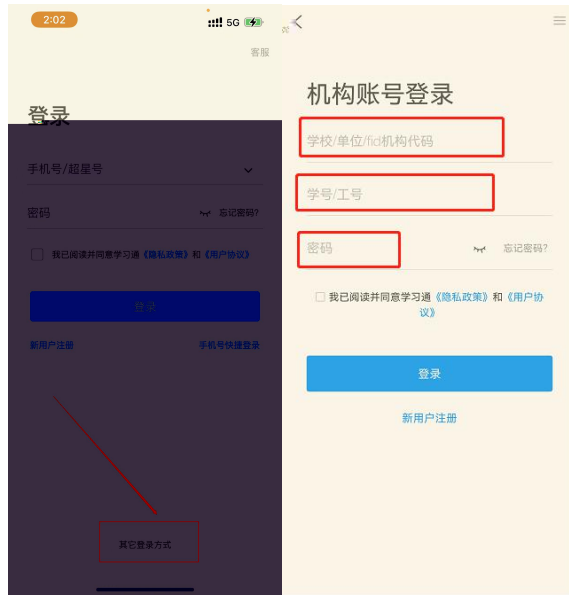 2:02
5G
客服
登录
手机号/超星号
密码
忘记密码?
我已阅读并同意学习通《隐私政策》和《用户协议》
登录
新用户注册
手机号快捷登录
其它登录方式
机构账号登录
学校/单位/fid机构代码
学号/工号
密码
忘记密码?
我已阅读并同意学习通《隐私政策》和《用户协
议》
登录
新用户注册